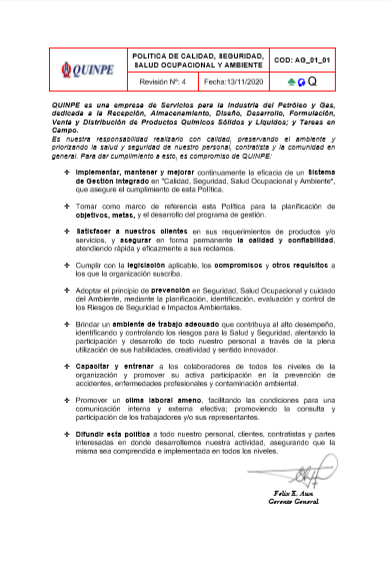 QUINPE
POLITICA DE CALIDAD, SEGURIDAD,
SALUD OCUPACIONAL Y AMBIENTE
COD: AG_01_01
Revisión Nº: 4
Fecha:13/11/2020
Q
QUINPE es una empresa de Servicios para la Industria del Petróleo y Gas,
dedicada a la Recepción, Almacenamiento, Diseño, Desarrollo, Formulación,
Venta y Distribución de Productos Químicos Sólidos y Líquidos; y Tareas en
Campo.
Es nuestra responsabilidad realizarlo con calidad, preservando el ambiente y
priorizando la salud y seguridad de nuestro personal, contratista y la comunidad en
general. Para dar cumplimiento a esto, es compromiso de QUINPE:
Implementar, mantener y mejorar continuamente la eficacia de un Sistema
de Gestión Integrado en "Calidad, Seguridad, Salud Ocupacional y Ambiente",
que asegure el cumplimiento de esta Política.
Tomar como marco de referencia esta Política para la planificación de
objetivos, metas, y el desarrollo del programa de gestión.
Satisfacer a nuestros clientes en sus requerimientos de productos y/o
servicios, y asegurar en forma permanente la calidad y confiabilidad,
atendiendo rápida y eficazmente a sus reclamos.
Cumplir con la legislación aplicable, los compromisos y otros requisitos a
los que la organización suscriba.
Adoptar el principio de prevención en Seguridad, Salud Ocupacional y cuidado
del Ambiente, mediante la planificación, identificación, evaluación y control de
los Riesgos de Seguridad e Impactos Ambientales.
Brindar un ambiente de trabajo adecuado que contribuya al alto desempeño,
identificando y controlando los riesgos para la Salud y Seguridad, alentando la
participación y desarrollo de todo nuestro personal a través de la plena
utilización de sus habilidades, creatividad y sentido innovador.
Capacitar y entrenar a los colaboradores de todos los niveles de la
organización y promover su activa participación en la prevención de
accidentes, enfermedades profesionales y contaminación ambiental.
Promover un clima laboral ameno, facilitando las condiciones para una
comunicación interna y externa efectiva; promoviendo la consulta y
participación de los trabajadores y/o sus representantes.
Difundir esta política a todo nuestro personal, clientes, contratistas y partes
interesadas en donde desarrollemos nuestra actividad, asegurando que la
misma sea comprendida e implementada en todos los niveles.
Gerente General